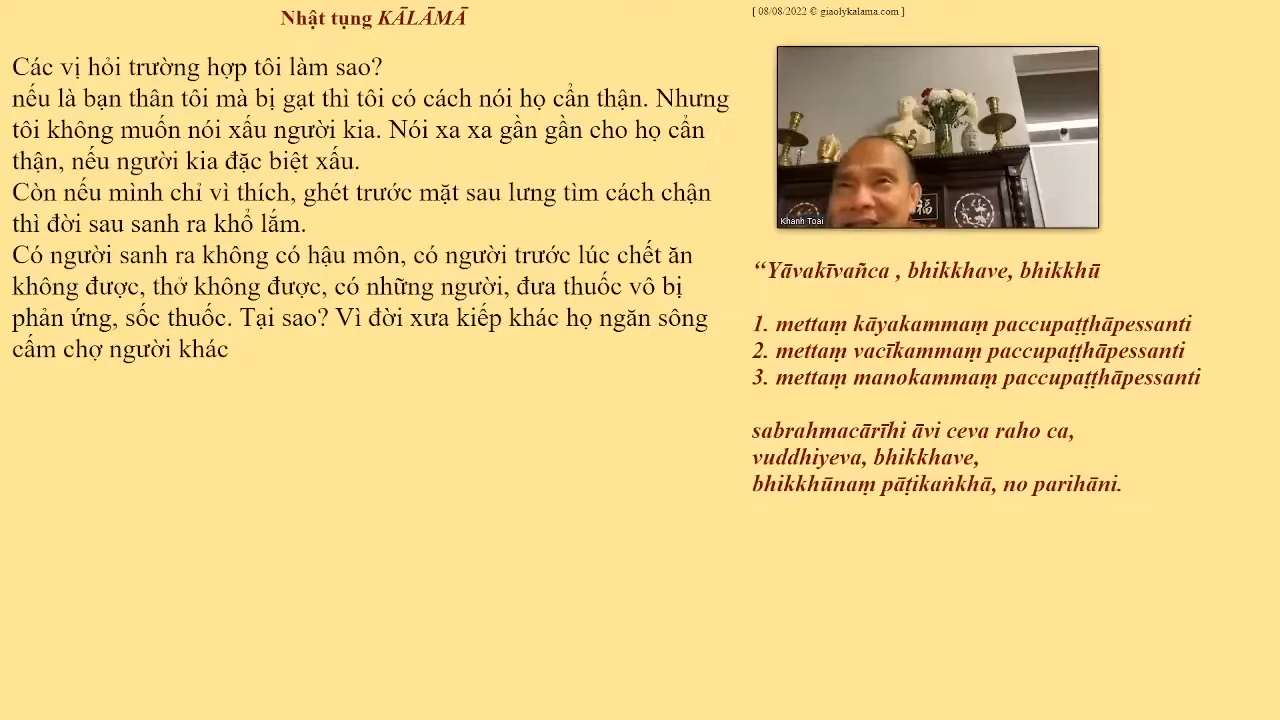 Nhật tụng KĀLĀMĀ
[ 08/08/2022 © giaolykalama.com ]
Các vị hỏi trường hợp tôi làm sao?
nếu là bạn thân tôi mà bị gạt thì tôi có cách nói họ cẩn thận. Nhưng
tôi không muốn nói xấu người kia. Nói xa xa gần gần cho họ cẩn
thận, nếu người kia đặc biệt xấu.
Còn nếu mình chỉ vì thích, ghét trước mặt sau lưng tìm cách chận
thì đời sau sanh ra khổ lắm.
Có người sanh ra không có hậu môn, có người trước lúc chết ăn
không được, thở không được, có những người, đưa thuốc vô bị
phản ứng, sốc thuốc. Tại sao? Vì đời xưa kiếp khác họ ngăn sông
cấm chợ người khác
福
Khanh Toai
“Yāvakīvañca , bhikkhave, bhikkhū
1. mettaṃ kāyakammaṃ paccupaṭṭhāpessanti
2. mettaṃ vacīkammaṃ paccupaṭṭhāpessanti
3. mettaṃ manokammaṃ paccupaṭṭhāpessanti
sabrahmacārīhi āvi ceva raho ca,
vuddhiyeva, bhikkhave,
bhikkhūnaṃ pāṭikaṅkhā, no parihāni.